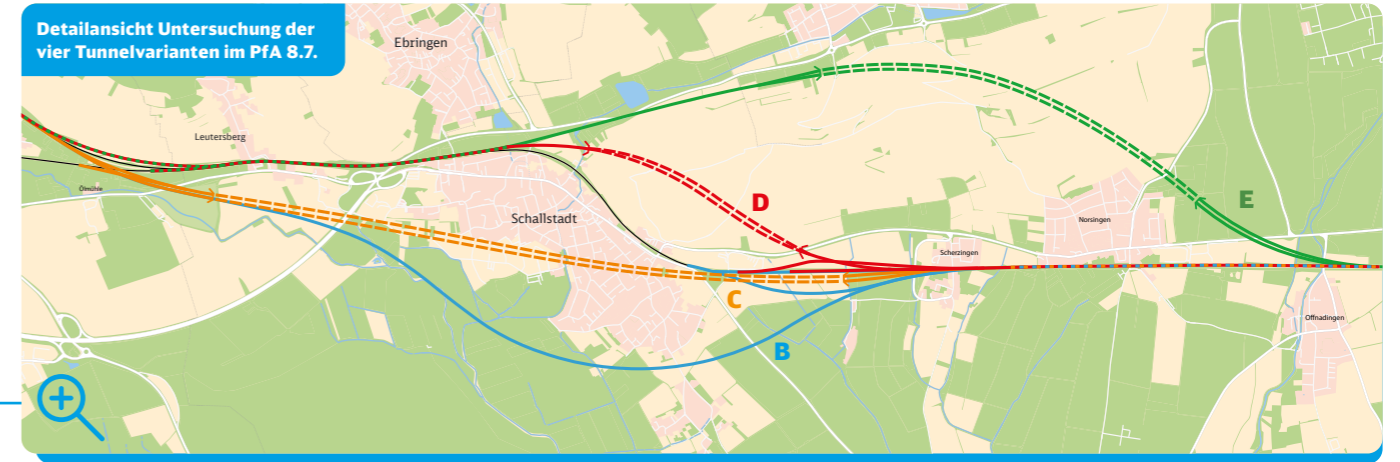 Detailansicht Untersuchung der
vier Tunnelvarianten im PfA 8.7.
Ebringen
Leutersberg
Ölmühle
Schallstadt
D
E
Norsingen
Scherzingen
C
B
Offnadingen